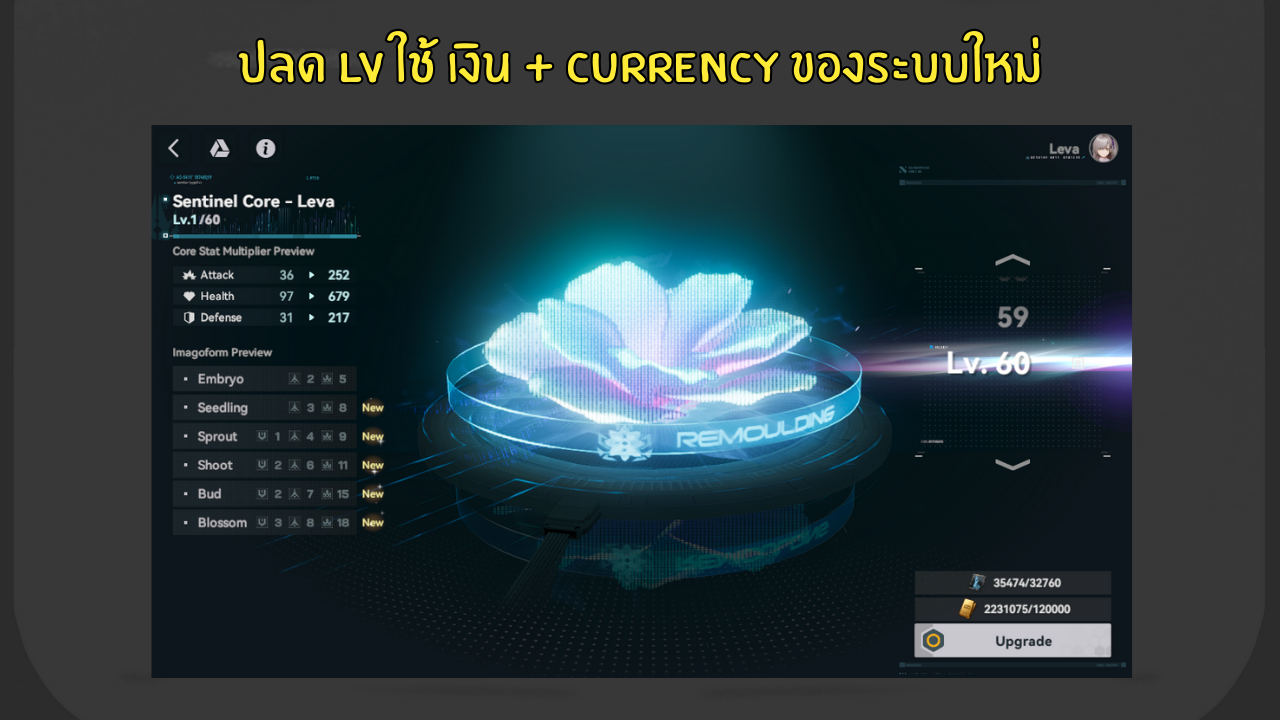 ปลด LV ใช้ เงิน + CURRENCY ของระบบใหม่
Leva
Sentinel Core - Leva
Lv.1/60
Core Stat Multiplier Preview
Attack 36 252
Health 97 679
Defense 31 217
Imagoform Preview
Embryo 2 5
Seedling 3 8 New
Sprout 1 4 9 New
Shoot 2 6 11 New
Bud 2 7 15 New
Blossom 3 8 18 New
REMOULDING
59
Lv. 60
35474/32760
2231075/120000
Upgrade